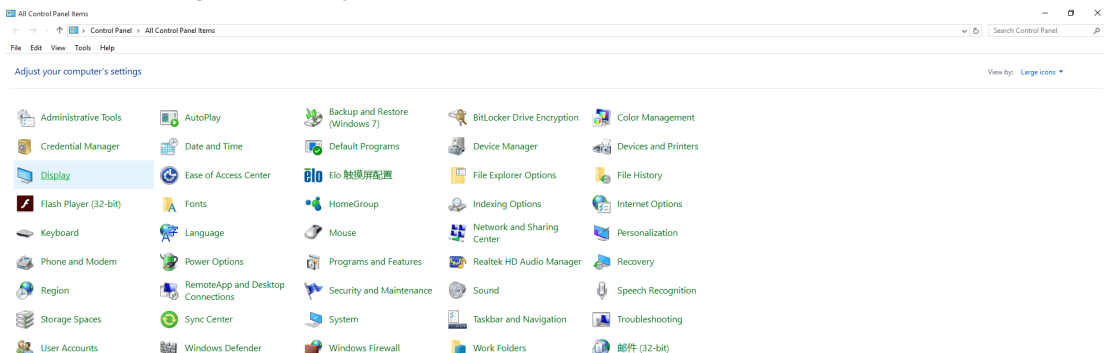 All Control Panel Items
Control Panel › All Control Panel Items
Search Control Panel
File Edit View Tools Help
Adjust your computer's settings
View by: Large icons
Administrative Tools
AutoPlay
Backup and Restore
(Windows 7)
BitLocker Drive Encryption
Color Management
Credential Manager
Date and Time
Default Programs
Device Manager
Devices and Printers
Display
Ease of Access Center
elo
Elo 触摸屏配置
File Explorer Options
File History
Flash Player (32-bit)
Fonts
HomeGroup
Indexing Options
Internet Options
Keyboard
Language
Mouse
Network and Sharing
Center
Personalization
Phone and Modem
Power Options
Programs and Features
Realtek HD Audio Manager
Recovery
Region
RemoteApp and Desktop
Connections
Security and Maintenance
Sound
Speech Recognition
Storage Spaces
Sync Center
System
Taskbar and Navigation
Troubleshooting
User Accounts
Windows Defender
Windows Firewall
Work Folders
邮件 (32-bit)